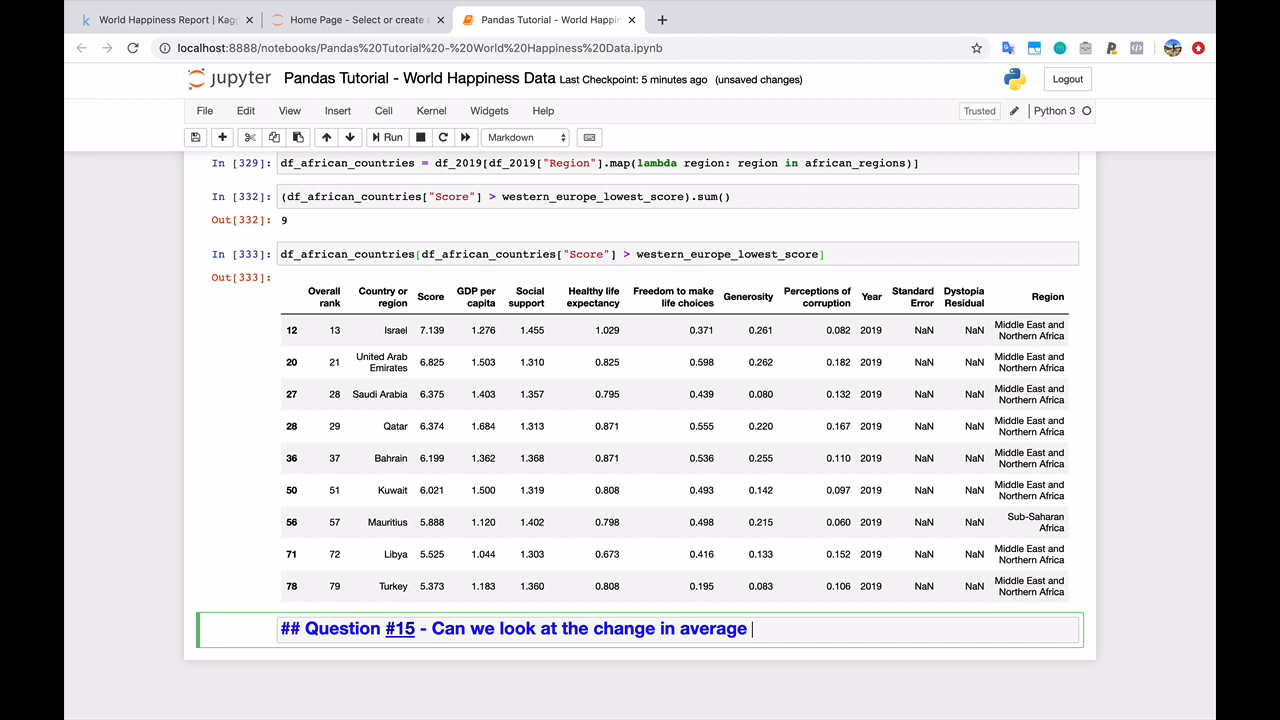 World Happiness Report | Kagg
Home Page - Select or create a
Pandas Tutorial - World Happin
localhost:8888/notebooks/Pandas%20Tutorial%20-%20World%20Happiness%20Data.ipynb
jupyter Pandas Tutorial - World Happiness Data Last Checkpoint: 5 minutes ago (unsaved changes) Logout
File Edit View Insert Cell Kernel Widgets Help Trusted Python 3
Run Markdown
In [329]: df_african_countries = df_2019[df_2019["Region"].map(lambda region: region in african_regions)]
In [332]: (df_african_countries["Score"] > western_europe_lowest_score).sum()
Out[332]: 9
In [333]: df_african_countries[df_african_countries["Score"] > western_europe_lowest_score]
Out[333]:
Overall rank Country or region Score GDP per capita Social support Healthy life expectancy Freedom to make life choices Generosity Perceptions of corruption Year Standard Error Dystopia Residual Region
12 13 Israel 7.139 1.276 1.455 1.029 0.371 0.261 0.082 2019 NaN NaN Middle East and Northern Africa
20 21 United Arab Emirates 6.825 1.503 1.310 0.825 0.598 0.262 0.182 2019 NaN NaN Middle East and Northern Africa
27 28 Saudi Arabia 6.375 1.403 1.357 0.795 0.439 0.080 0.132 2019 NaN NaN Middle East and Northern Africa
28 29 Qatar 6.374 1.684 1.313 0.871 0.555 0.220 0.167 2019 NaN NaN Middle East and Northern Africa
36 37 Bahrain 6.199 1.362 1.368 0.871 0.536 0.255 0.110 2019 NaN NaN Middle East and Northern Africa
50 51 Kuwait 6.021 1.500 1.319 0.808 0.493 0.142 0.097 2019 NaN NaN Middle East and Northern Africa
56 57 Mauritius 5.888 1.120 1.402 0.798 0.498 0.215 0.060 2019 NaN NaN Sub-Saharan Africa
71 72 Libya 5.525 1.044 1.303 0.673 0.416 0.133 0.152 2019 NaN NaN Middle East and Northern Africa
78 79 Turkey 5.373 1.183 1.360 0.808 0.195 0.083 0.106 2019 NaN NaN Middle East and Northern Africa
## Question #15 - Can we look at the change in average